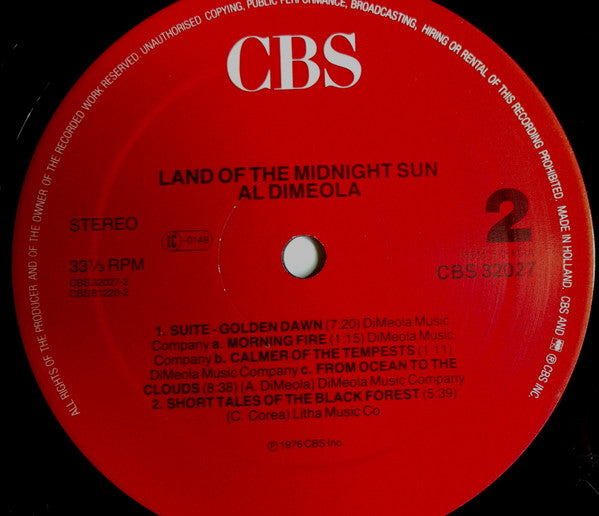 ALL RIGHTS OF THE PRODUCER AND OF THE OWNER OF THE RECORDED WORK RESERVED. UNAUTHORISED COPYING, PUBLIC PERFORMANCE, BROADCASTING, HIRING OR RENTAL OF THIS RECORDING PROHIBITED. MADE IN HOLLAND. CBS AND ℗ CBS INC.
CBS
LAND OF THE MIDNIGHT SUN
AL DIMEOLA
STEREO
LC-0149
2
33⅓ RPM
CBS 32027
CBS 32027-2
CBS 81220-2
1. SUITE - GOLDEN DAWN (7:20) DiMeola Music
Company a. MORNING FIRE (1:15) DiMeola Music
Company b. CALMER OF THE TEMPESTS (1:11)
DiMeola Music Company c. FROM OCEAN TO THE
CLOUDS (8:38) (A. DiMeola) DiMeola Music Company
2. SHORT TALES OF THE BLACK FOREST (5:39)
(C. Corea) Litha Music Co.
℗ 1976 CBS Inc.